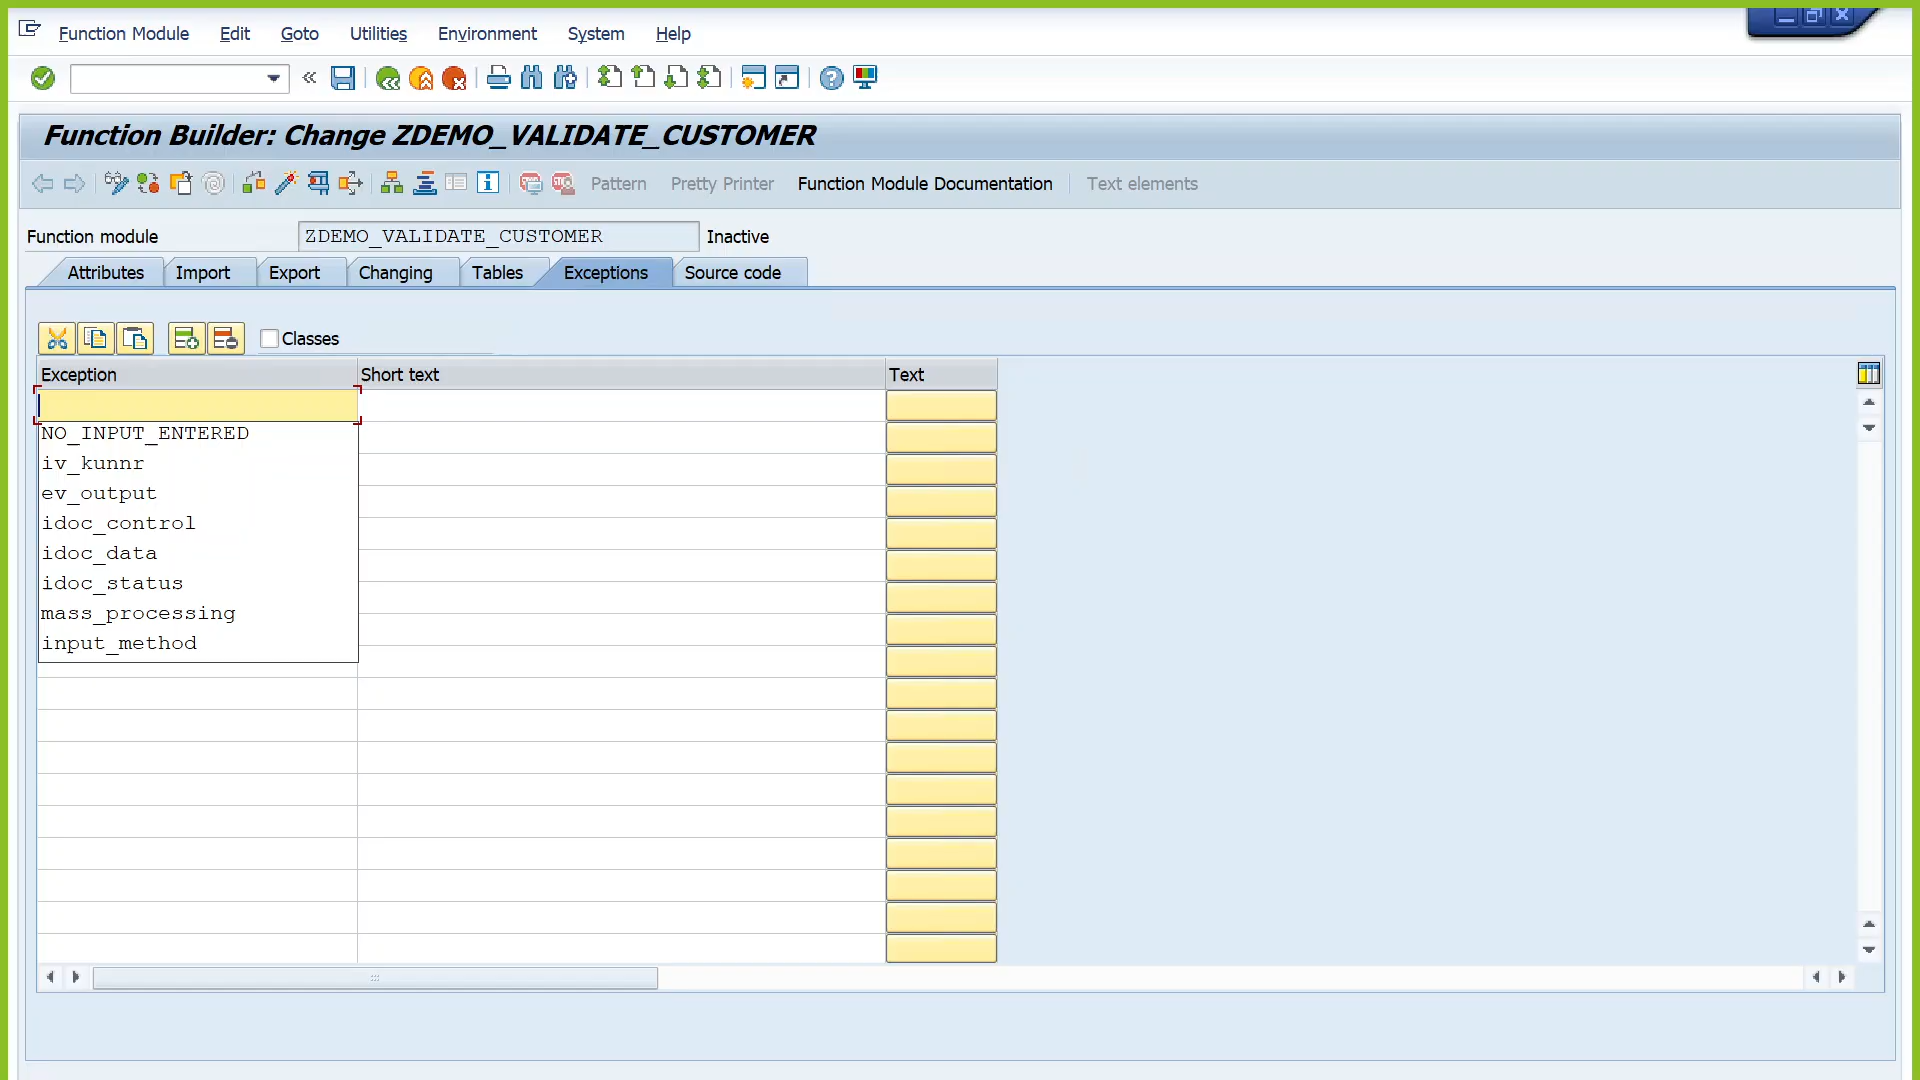 Function Module Edit Goto Utilities Environment System Help
Function Builder: Change ZDEMO_VALIDATE_CUSTOMER
Pattern Pretty Printer Function Module Documentation Text elements
Function module ZDEMO_VALIDATE_CUSTOMER Inactive
Attributes Import Export Changing Tables Exceptions Source code
Classes
Exception Short text Text
NO_INPUT_ENTERED
iv_kunnr
ev_output
idoc_control
idoc_data
idoc_status
mass_processing
input_method